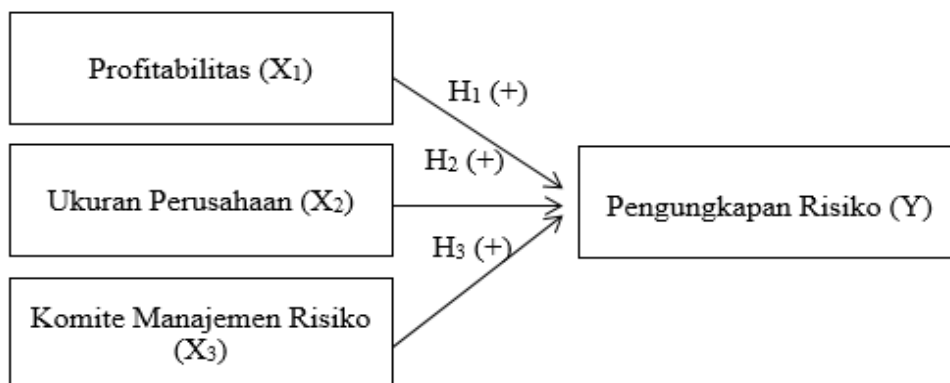 Profitabilitas (X₁)
H₁ (+)
H₂ (+)
Ukuran Perusahaan (X₂)
Pengungkapan Risiko (Y)
H₃ (+)
Komite Manajemen Risiko
(X₃)